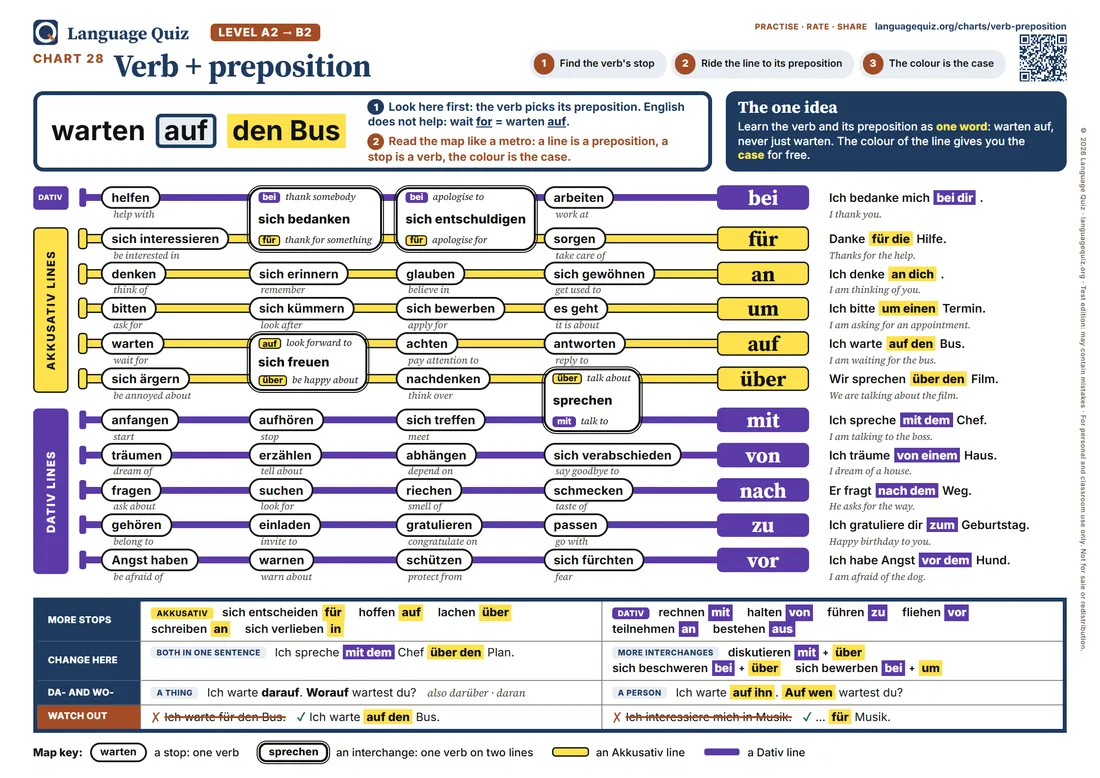 Language Quiz
LEVEL A2 → B2
PRACTISE · RATE · SHARE languagequiz.org/charts/verb-preposition
CHART 28 Verb + preposition
1 Find the verb's stop
2 Ride the line to its preposition
3 The colour is the case
warten auf den Bus
1 Look here first: the verb picks its preposition. English
does not help: wait for = warten auf.
2 Read the map like a metro: a line is a preposition, a
stop is a verb, the colour is the case.
The one idea
Learn the verb and its preposition as one word: warten auf,
never just warten. The colour of the line gives you the
case for free.
DATIV
helfen
help with
bei thank somebody
sich bedanken
für thank for something
bei apologise to
sich entschuldigen
für apologise for
arbeiten
work at
bei
Ich bedanke mich bei dir .
I thank you.
AKKUSATIV LINES
sich interessieren
be interested in
sorgen
take care of
für
Danke für die Hilfe.
Thanks for the help.
denken
think of
sich erinnern
remember
glauben
believe in
sich gewöhnen
get used to
an
Ich denke an dich .
I am thinking of you.
bitten
ask for
sich kümmern
look after
sich bewerben
apply for
es geht
it is about
um
Ich bitte um einen Termin.
I am asking for an appointment.
warten
wait for
auf look forward to
sich freuen
über be happy about
achten
pay attention to
antworten
reply to
auf
Ich warte auf den Bus.
I am waiting for the bus.
sich ärgern
be annoyed about
nachdenken
think over
über talk about
sprechen
mit talk to
über
Wir sprechen über den Film.
We are talking about the film.
DATIV LINES
anfangen
start
aufhören
stop
sich treffen
meet
mit
Ich spreche mit dem Chef.
I am talking to the boss.
träumen
dream of
erzählen
tell about
abhängen
depend on
sich verabschieden
say goodbye to
von
Ich träume von einem Haus.
I dream of a house.
fragen
ask about
suchen
look for
riechen
smell of
schmecken
taste of
nach
Er fragt nach dem Weg.
He asks for the way.
gehören
belong to
einladen
invite to
gratulieren
congratulate on
passen
go with
zu
Ich gratuliere dir zum Geburtstag.
Happy birthday to you.
Angst haben
be afraid of
warnen
warn about
schützen
protect from
sich fürchten
fear
vor
Ich habe Angst vor dem Hund.
I am afraid of the dog.
MORE STOPS
AKKUSATIV sich entscheiden für hoffen auf lachen über
schreiben an sich verlieben in
DATIV rechnen mit halten von führen zu fliehen vor
teilnehmen an bestehen aus
CHANGE HERE
BOTH IN ONE SENTENCE Ich spreche mit dem Chef über den Plan.
MORE INTERCHANGES diskutieren mit + über
sich beschweren bei + über sich bewerben bei + um
DA- AND WO-
A THING Ich warte darauf. Worauf wartest du? also darüber · daran
A PERSON Ich warte auf ihn . Auf wen wartest du?
WATCH OUT
✗ Ich warte für den Bus. ✓ Ich warte auf den Bus.
✗ Ich interessiere mich in Musik. ✓ ... für Musik.
Map key: warten a stop: one verb sprechen an interchange: one verb on two lines an Akkusativ line a Dativ line
© 2026 Language Quiz · languagequiz.org · Test edition: may contain mistakes · For personal and classroom use only. Not for sale or redistribution.